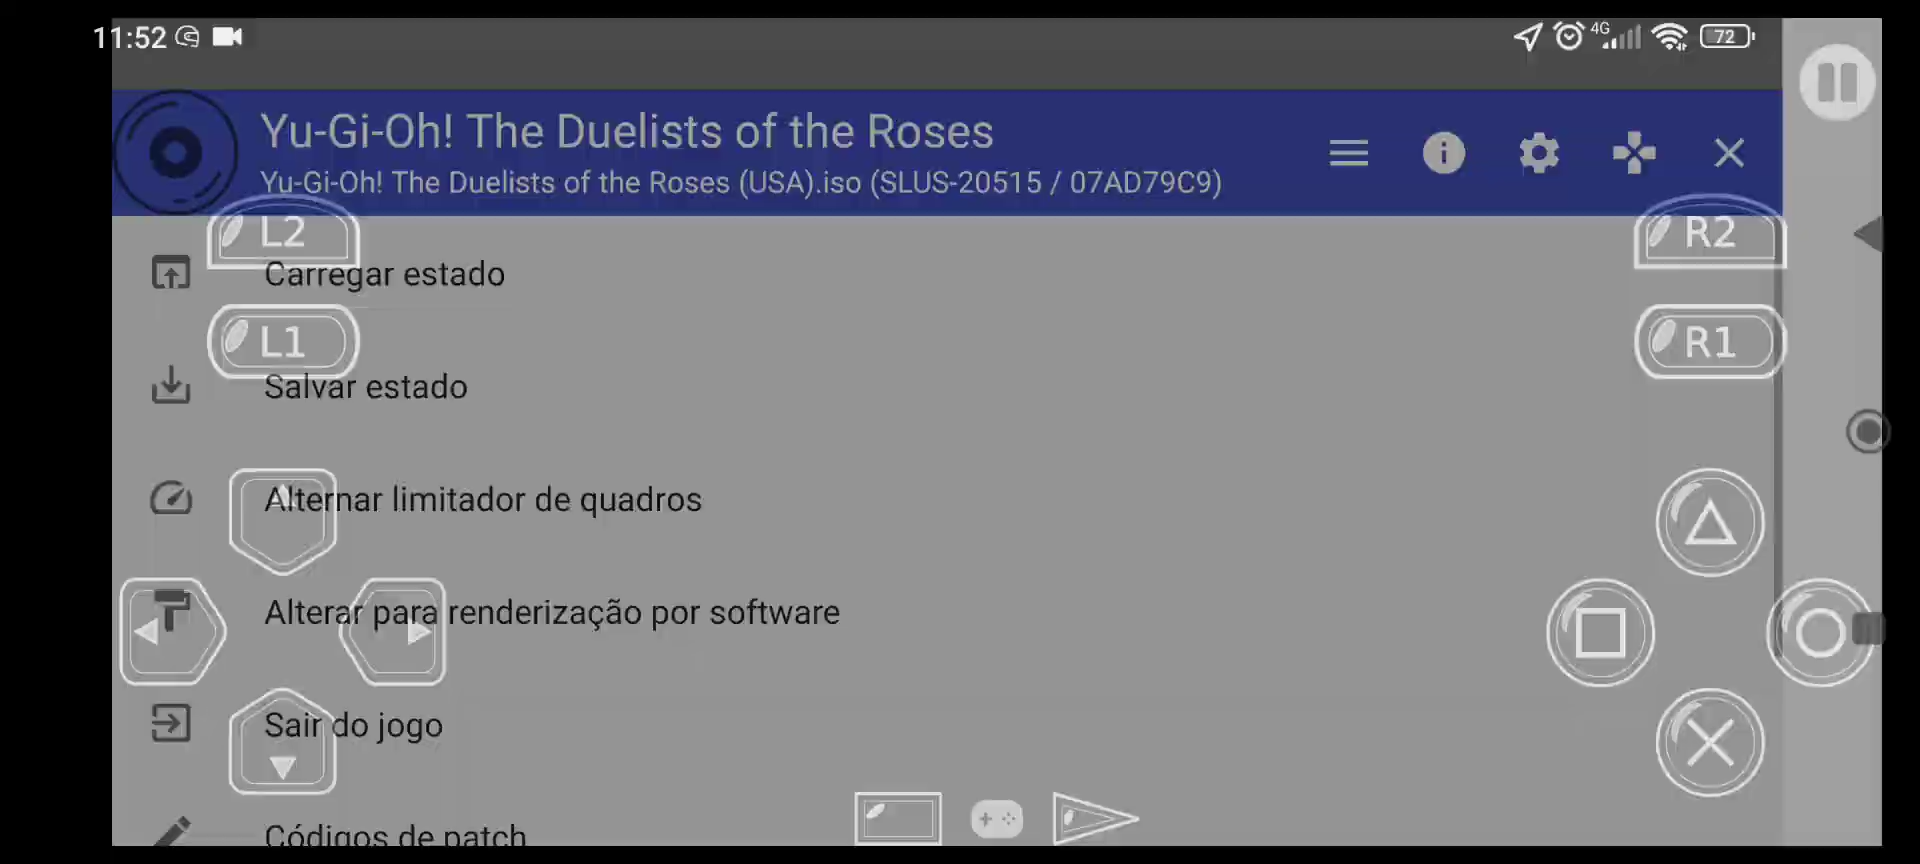 11:52
4G
72
Yu-Gi-Oh! The Duelists of the Roses
Yu-Gi-Oh! The Duelists of the Roses (USA).iso (SLUS-20515 / 07AD79C9)
L2
R2
Carregar estado
L1
R1
Salvar estado
Alternar limitador de quadros
Alterar para renderização por software
Sair do jogo
Códigos de patch